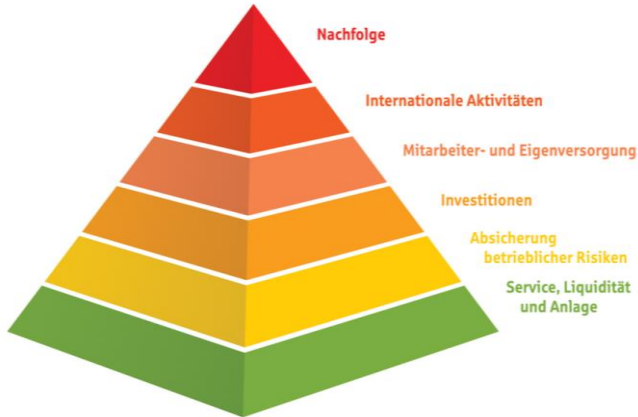 Nachfolge
Internationale Aktivitäten
Mitarbeiter- und Eigenversorgung
Investitionen
Absicherung
betrieblicher Risiken
Service, Liquidität
und Anlage